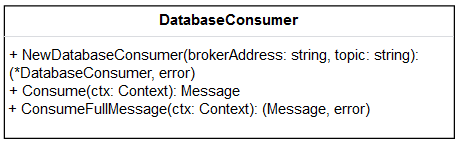 DatabaseConsumer
+ NewDatabaseConsumer(brokerAddress: string, topic: string):
(*DatabaseConsumer, error)
+ Consume(ctx: Context): Message
+ ConsumeFullMessage(ctx: Context): (Message, error)